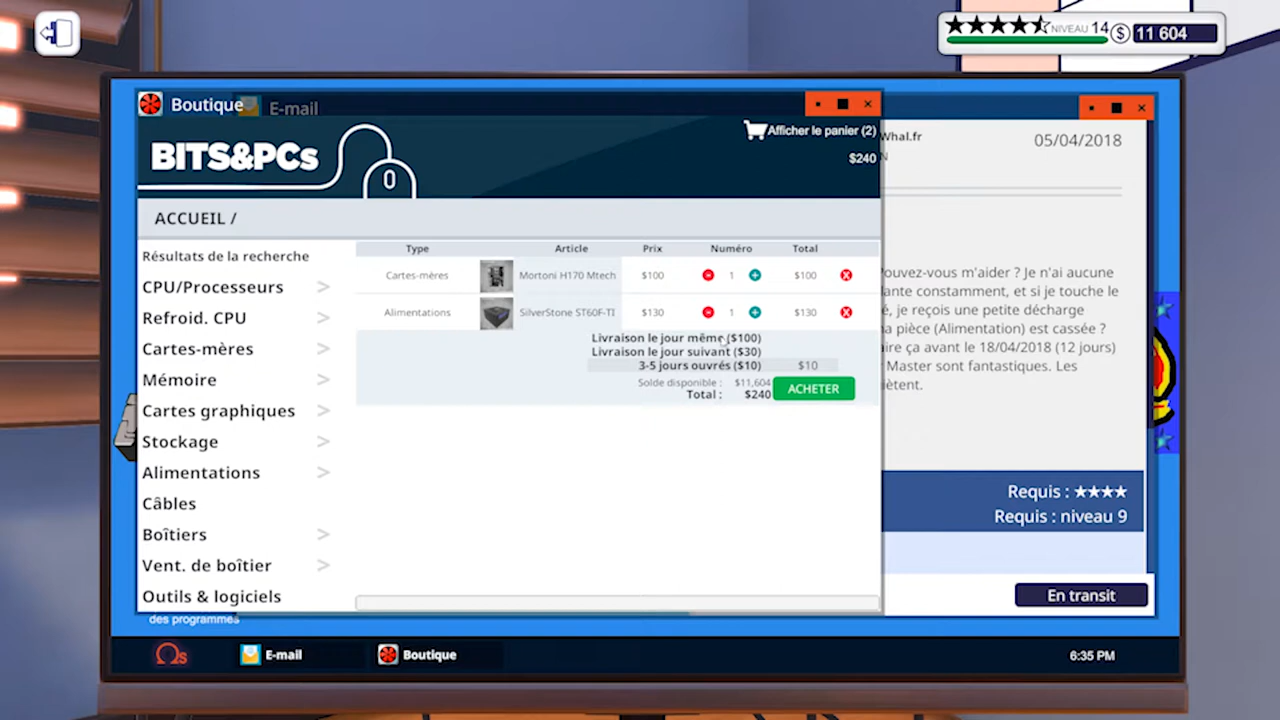 NIVEAU 14 $ 11 604
Boutique E-mail
BITS&PCs
Afficher le panier (2)
$240
Whal.fr
05/04/2018
N
ACCUEIL /
Résultats de la recherche
CPU/Processeurs >
Refroid. CPU >
Cartes-mères >
Mémoire >
Cartes graphiques >
Stockage >
Alimentations >
Câbles
Boîtiers >
Vent. de boîtier >
Outils & logiciels
Type Article Prix Numéro Total
Cartes-mères Mortoni H170 Mtech $100 1 $100
Alimentations SilverStone ST60F-TI $130 1 $130
Livraison le jour même ($100)
Livraison le jour suivant ($30)
3-5 jours ouvrés ($10) $10
Solde disponible : $11,604
Total : $240
ACHETER
ouvez-vous m'aider ? Je n'ai aucune
lante constamment, et si je touche le
é, je reçois une petite décharge
a pièce (Alimentation) est cassée ?
aire ça avant le 18/04/2018 (12 jours)
Master sont fantastiques. Les
ètent.
Requis : ★★★★
Requis : niveau 9
En transit
des programmes
Ωs E-mail Boutique 6:35 PM